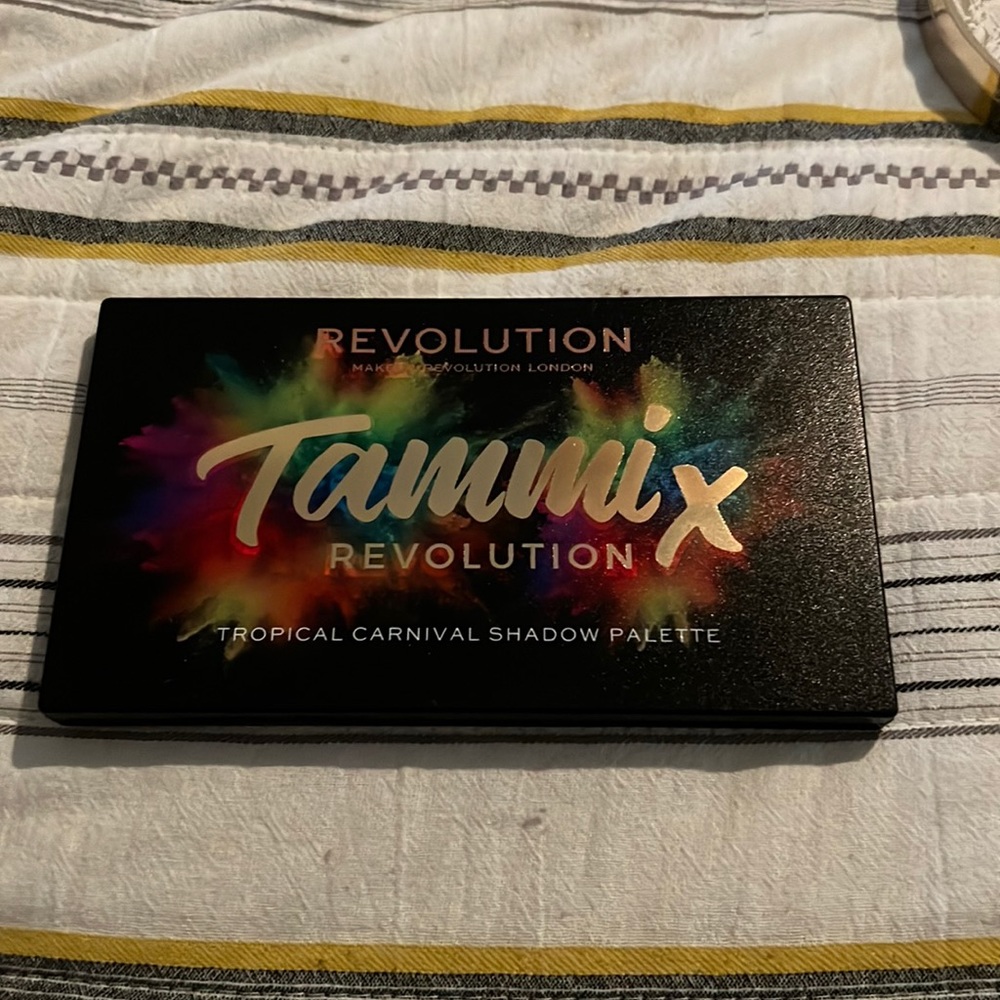 REVOLUTION
MAKEUP REVOLUTION LONDON
Tammi x
REVOLUTION
TROPICAL CARNIVAL SHADOW PALETTE